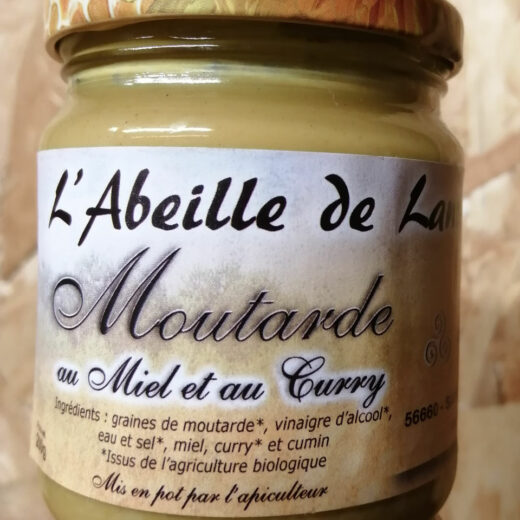 L'Abeille de Lan
Moutarde
au Miel et au Curry
Ingrédients : graines de moutarde*, vinaigre d'alcool*,
eau et sel*, miel, curry* et cumin
*Issus de l'agriculture biologique
Mis en pot par l'apiculteur
56660 - S